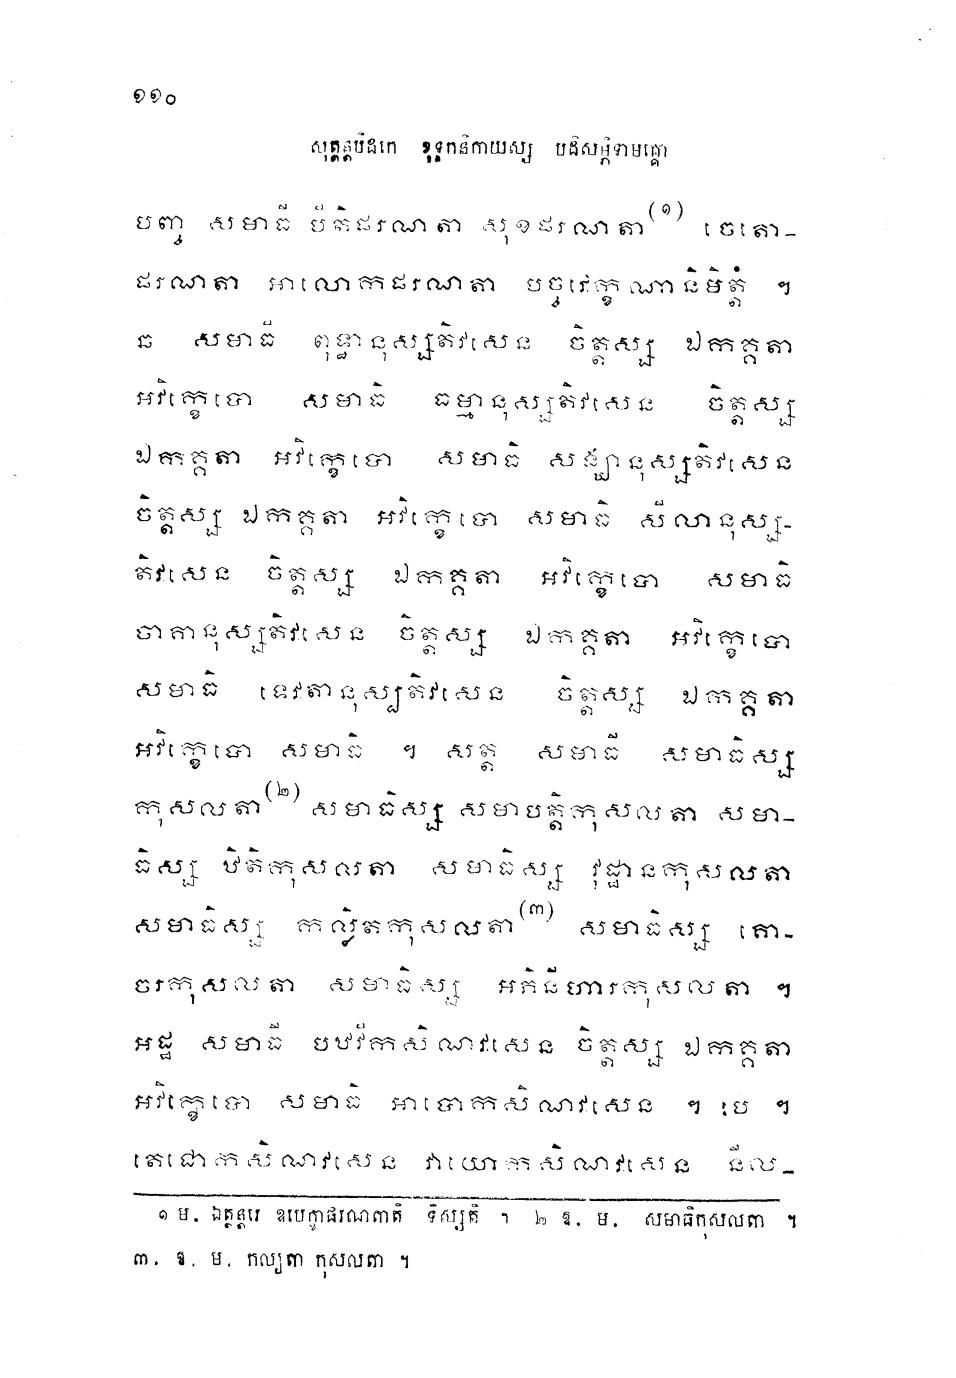 ១១០
សុត្តន្តបិដកេ ខុទ្ទកនិកាយស្ស បដិសម្ភិទាមគ្គោ
បញ្ច សមាធី បីតិផរណតា សុខផរណតា(១) ចេតោ-
ផរណតា អាលោកផរណតា បច្ចវេក្ខណានិមិត្តំ ។
ឆ សមាធី ពុទ្ធានុស្សតិវសេន ចិត្តស្ស ឯកគ្គតា
អវិក្ខេបោ សមាធិ ធម្មានុស្សតិវសេន ចិត្តស្ស
ឯកគ្គតា អវិក្ខេបោ សមាធិ សង្ឃានុស្សតិវសេន
ចិត្តស្ស ឯកគ្គតា អវិក្ខេបោ សមាធិ សីលានុស្ស-
តិវសេន ចិត្តស្ស ឯកគ្គតា អវិក្ខេបោ សមាធិ
ចាគានុស្សតិវសេន ចិត្តស្ស ឯកគ្គតា អវិក្ខេបោ
សមាធិ ទេវតានុស្សតិវសេន ចិត្តស្ស ឯកគ្គតា
អវិក្ខេបោ សមាធិ ។ សត្ត សមាធី សមាធិស្ស
កុសលតា(២) សមាធិស្ស សមាបត្តិកុសលតា សមា-
ធិស្ស ឋិតិកុសលតា សមាធិស្ស វុដ្ឋានកុសលតា
សមាធិស្ស កល្លិតកុសលតា(៣) សមាធិស្ស គោ-
ចរកុសលតា សមាធិស្ស អភិនីហារកុសលតា ។
អដ្ឋ សមាធី បឋវីកសិណវសេន ចិត្តស្ស ឯកគ្គតា
អវិក្ខេបោ សមាធិ អាបោកសិណវសេន ។ បេ ។
តេជោកសិណវសេន វាយោកសិណវសេន នីល-
១ ម. ឯត្ថន្តរេ ឧបេក្ខាផរណតាតិ ទិស្សតិ ។ ២ ឱ. ម. សមាធិកុសលតា ។
៣. ឱ. ម. កល្យតា កុសលតា ។